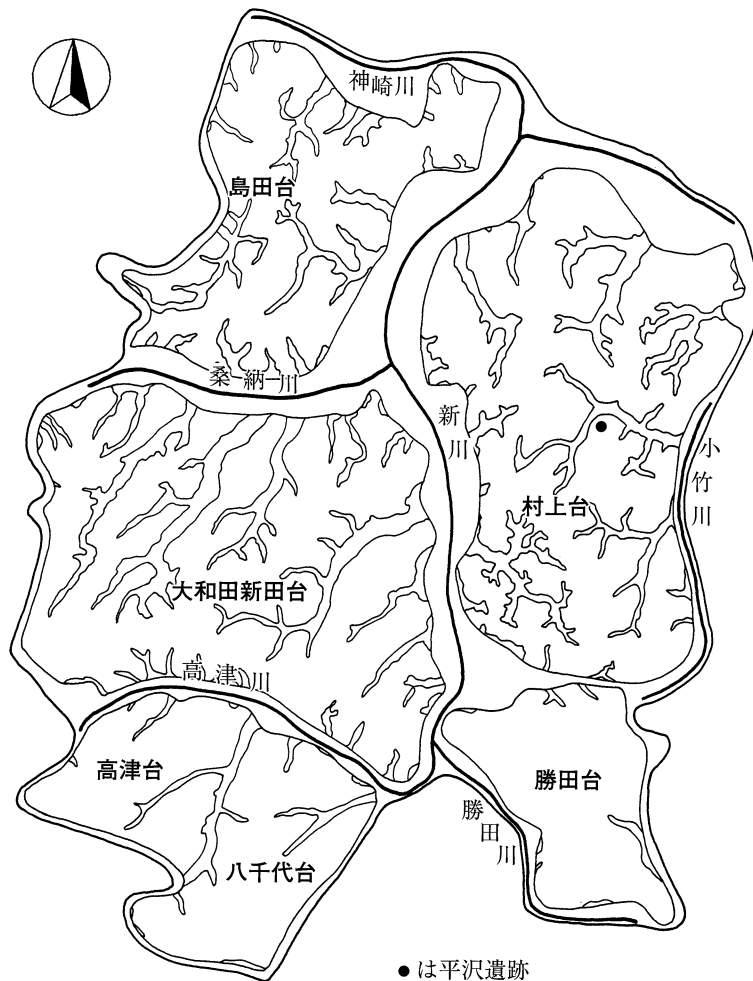 神崎川
島田台
桑納川
新川
小竹川
村上台
大和田新田台
高津川
高津台
勝田台
勝田川
八千代台
●は平沢遺跡